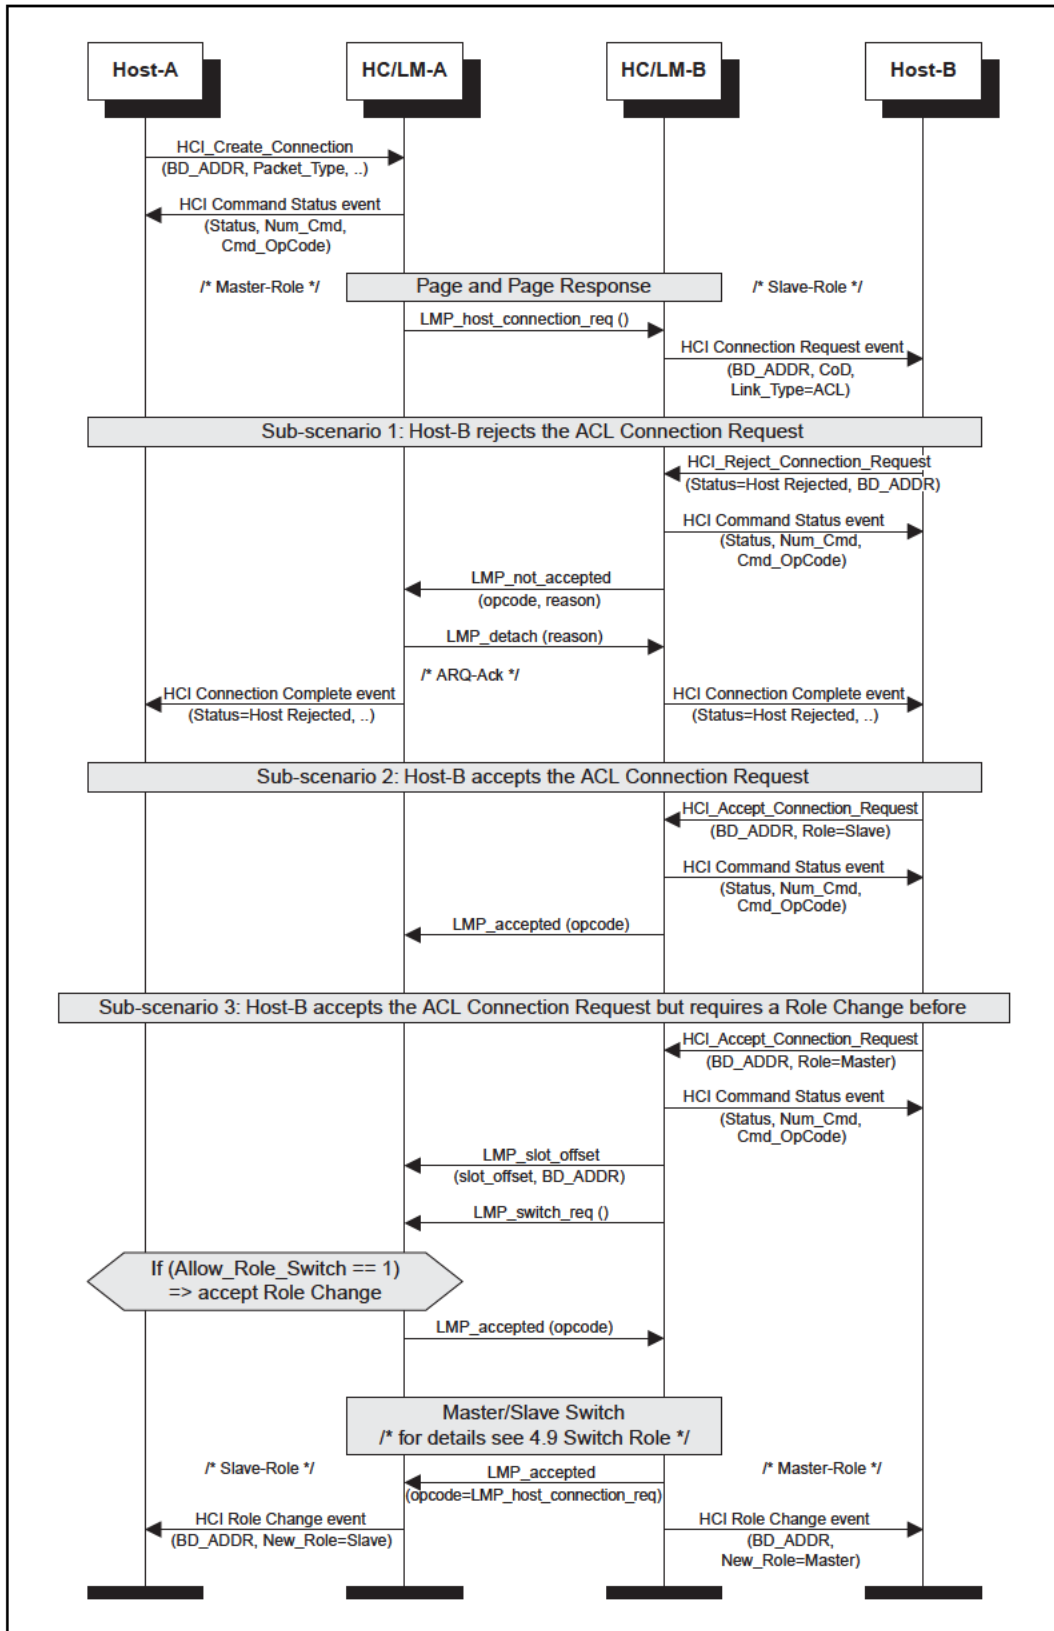 Host-A
HC/LM-A
HC/LM-B
Host-B
HCI_Create_Connection
(BD_ADDR, Packet_Type, ..)
HCI Command Status event
(Status, Num_Cmd,
Cmd_OpCode)
/* Master-Role */
Page and Page Response
/* Slave-Role */
LMP_host_connection_req ()
HCI Connection Request event
(BD_ADDR, CoD,
Link_Type=ACL)
Sub-scenario 1: Host-B rejects the ACL Connection Request
HCI_Reject_Connection_Request
(Status=Host Rejected, BD_ADDR)
HCI Command Status event
(Status, Num_Cmd,
Cmd_OpCode)
LMP_not_accepted
(opcode, reason)
LMP_detach (reason)
/* ARQ-Ack */
HCI Connection Complete event
(Status=Host Rejected, ..)
HCI Connection Complete event
(Status=Host Rejected, ..)
Sub-scenario 2: Host-B accepts the ACL Connection Request
HCI_Accept_Connection_Request
(BD_ADDR, Role=Slave)
HCI Command Status event
(Status, Num_Cmd,
Cmd_OpCode)
LMP_accepted (opcode)
Sub-scenario 3: Host-B accepts the ACL Connection Request but requires a Role Change before
HCI_Accept_Connection_Request
(BD_ADDR, Role=Master)
HCI Command Status event
(Status, Num_Cmd,
Cmd_OpCode)
LMP_slot_offset
(slot_offset, BD_ADDR)
LMP_switch_req ()
If (Allow_Role_Switch == 1)
=> accept Role Change
LMP_accepted (opcode)
Master/Slave Switch
/* for details see 4.9 Switch Role */
/* Slave-Role */
LMP_accepted
(opcode=LMP_host_connection_req)
/* Master-Role */
HCI Role Change event
(BD_ADDR, New_Role=Slave)
HCI Role Change event
(BD_ADDR,
New_Role=Master)